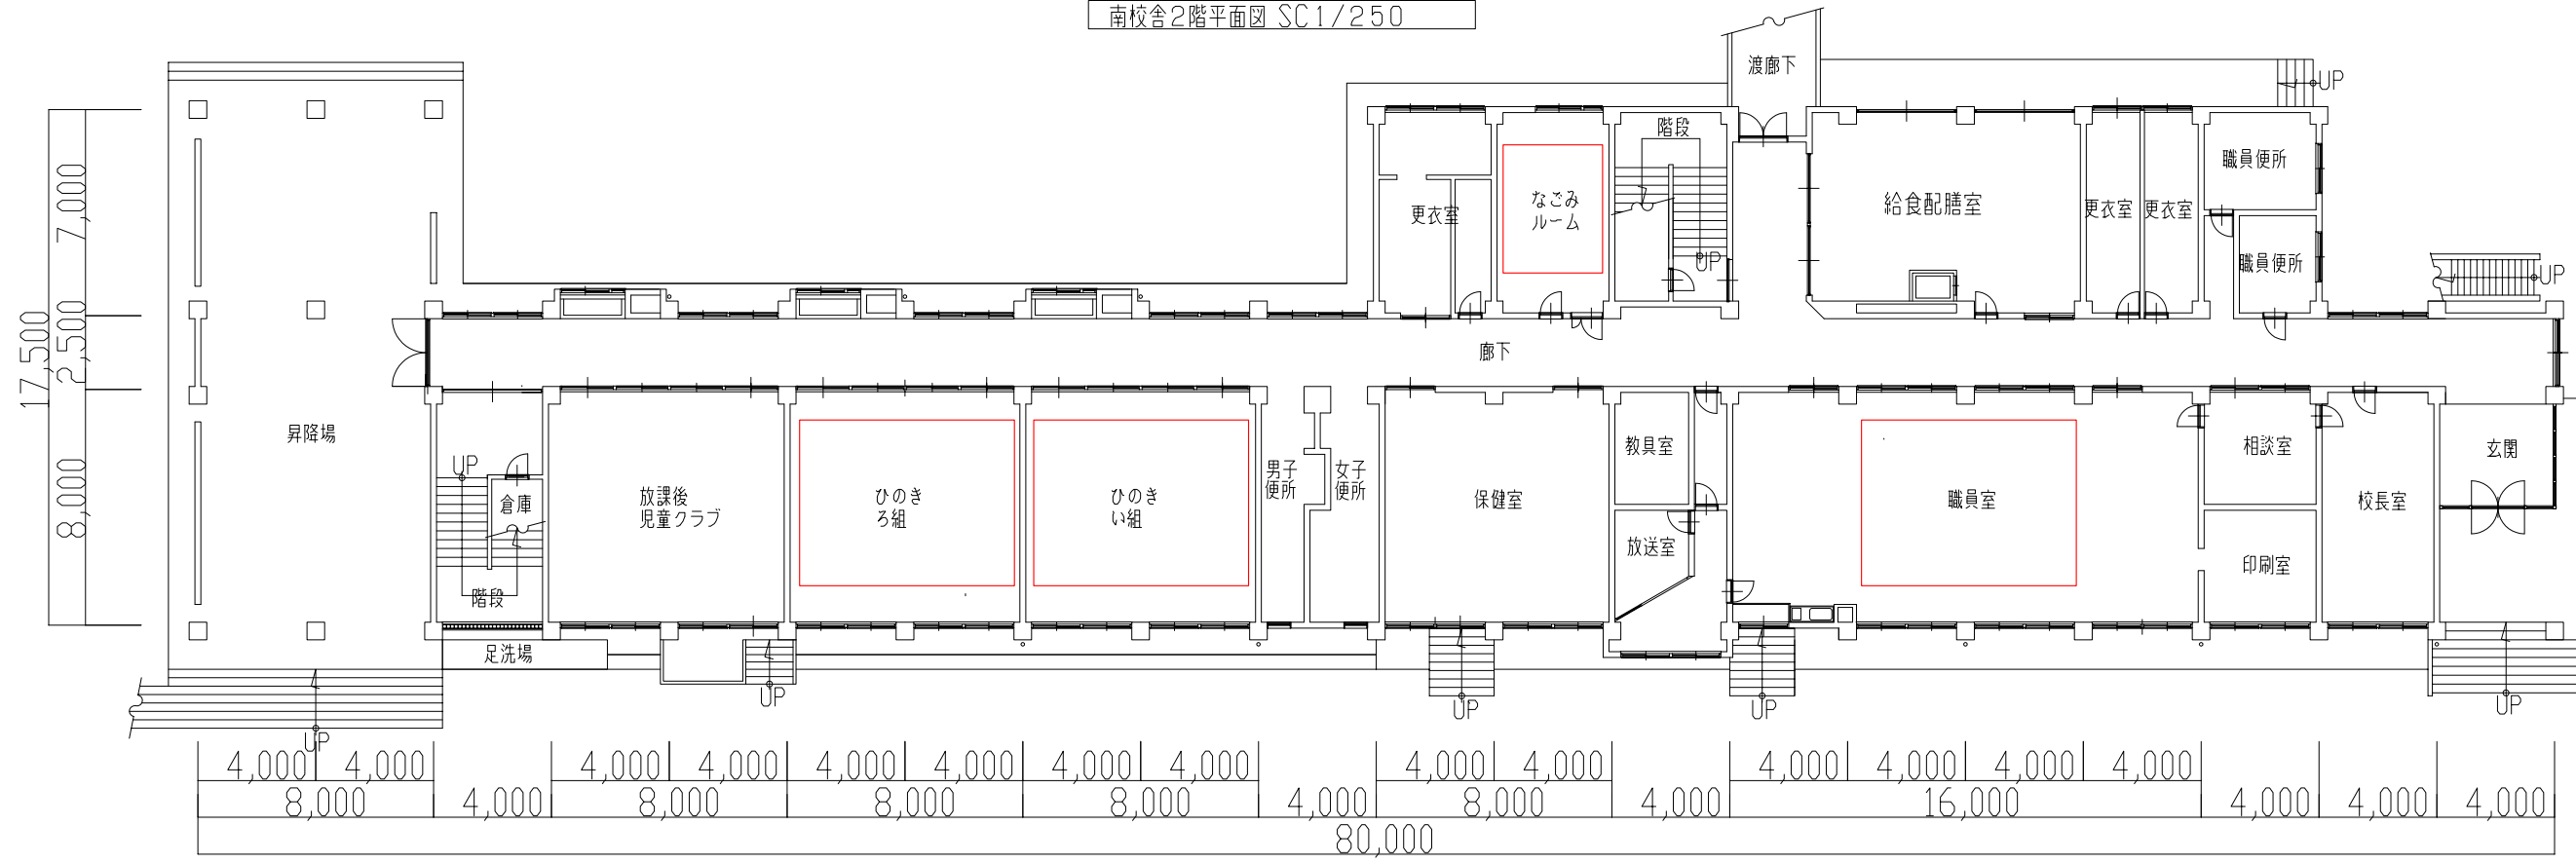 南校舎2階平面図 SC1/250
渡廊下
UP
階段
職員便所
なごみ
ルーム
更衣室
給食配膳室
更衣室
更衣室
UP
職員便所
UP
廊下
17,500
7,000
2,500
8,000
昇降場
UP
倉庫
階段
放課後
児童クラブ
ひのき
ろ組
ひのき
い組
男子
便所
女子
便所
保健室
教具室
放送室
職員室
相談室
印刷室
校長室
玄関
足洗場
UP
UP
UP
UP
UP
4,000 4,000 4,000 4,000 4,000 4,000 4,000 4,000 4,000 4,000 4,000 4,000 4,000 4,000
8,000 4,000 8,000 8,000 8,000 4,000 8,000 4,000 16,000 4,000 4,000 4,000
80,000